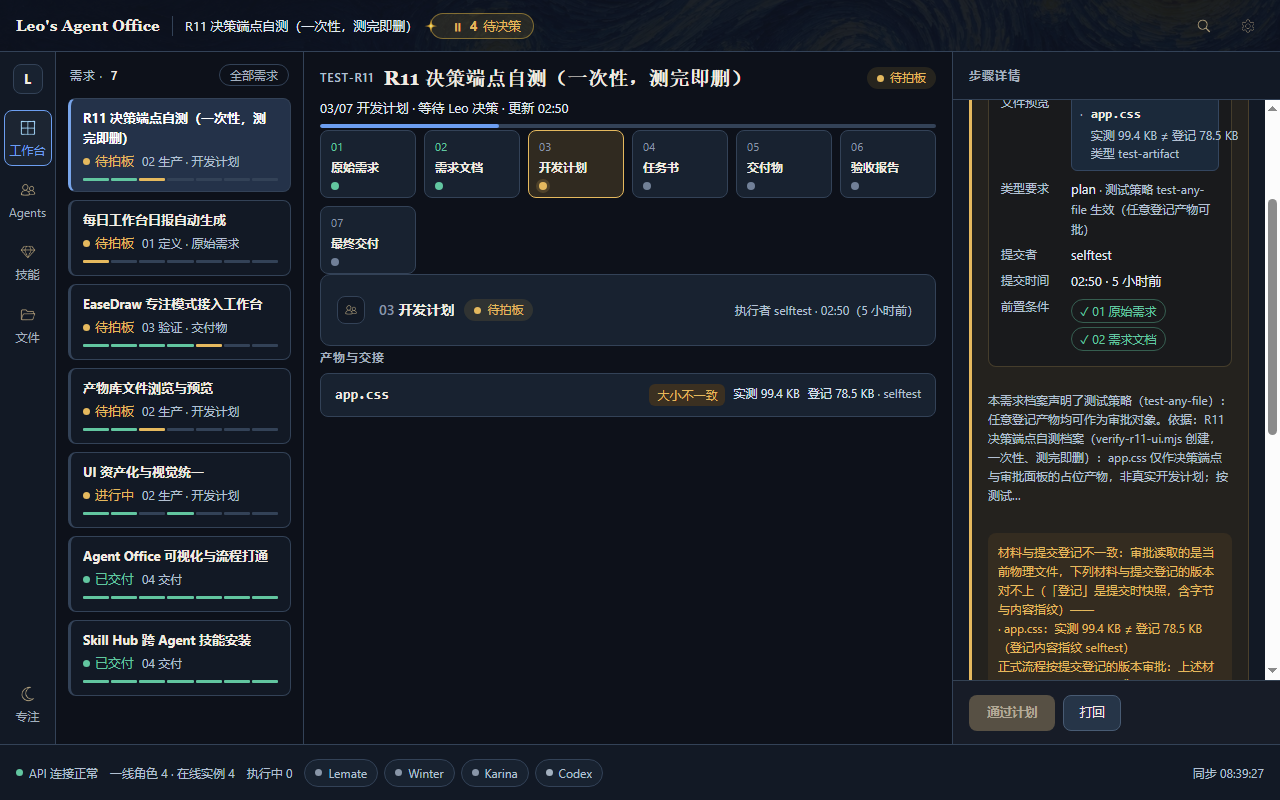 Leo's Agent Office
R11 决策端点自测（一次性，测完即删）
4 待决策
L
工作台
Agents
技能
文件
专注
需求 · 7
全部需求
R11 决策端点自测（一次性，测
完即删）
待拍板 02 生产 · 开发计划
每日工作台日报自动生成
待拍板 01 定义 · 原始需求
EaseDraw 专注模式接入工作台
待拍板 03 验证 · 交付物
产物库文件浏览与预览
待拍板 02 生产 · 开发计划
UI 资产化与视觉统一
进行中 02 生产 · 开发计划
Agent Office 可视化与流程打通
已交付 04 交付
Skill Hub 跨 Agent 技能安装
已交付 04 交付
TEST-R11 R11 决策端点自测（一次性，测完即删）
待拍板
03/07 开发计划 · 等待 Leo 决策 · 更新 02:50
01
原始需求
02
需求文档
03
开发计划
04
任务书
05
交付物
06
验收报告
07
最终交付
03 开发计划
待拍板
执行者 selftest · 02:50（5 小时前）
产物与交接
app.css
大小不一致
实测 99.4 KB 登记 78.5 KB · selftest
步骤详情
文件预览
· app.css
实测 99.4 KB ≠ 登记 78.5 KB
类型 test-artifact
类型要求
plan · 测试策略 test-any-
file 生效（任意登记产物可
批）
提交者
selftest
提交时间
02:50 · 5 小时前
前置条件
✓ 01 原始需求
✓ 02 需求文档
本需求档案声明了测试策略（test-any-file）：
任意登记产物均可作为审批对象。依据：R11
决策端点自测档案（verify-r11-ui.mjs 创建，
一次性、测完即删）：app.css 仅作决策端点
与审批面板的占位产物，非真实开发计划；按
测试…
材料与提交登记不一致：审批读取的是当
前物理文件，下列材料与提交登记的版本
对不上（「登记」是提交时快照，含字节
与内容指纹）——
· app.css：实测 99.4 KB ≠ 登记 78.5 KB
（登记内容指纹 selftest）
正式流程按提交登记的版本审批：上述材
通过计划
打回
API 连接正常
一线角色 4 · 在线实例 4
执行中 0
Lemate
Winter
Karina
Codex
同步 08:39:27